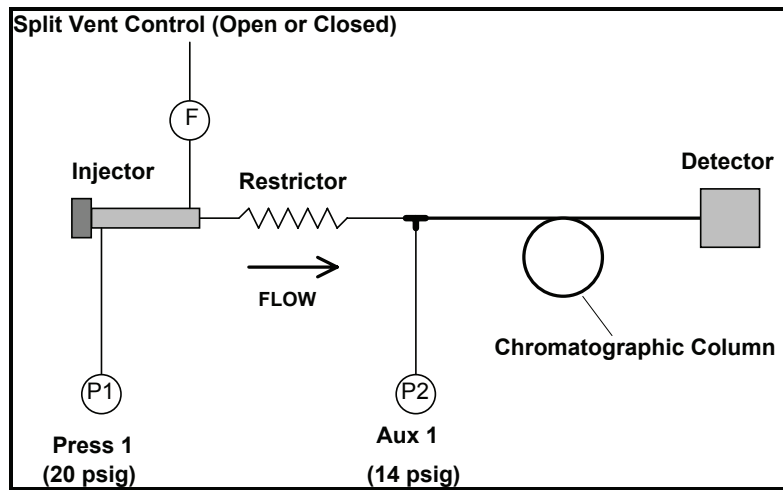 Split Vent Control (Open or Closed)
F
Injector
Restrictor
Detector
FLOW
Chromatographic Column
P1
P2
Press 1
(20 psig)
Aux 1
(14 psig)